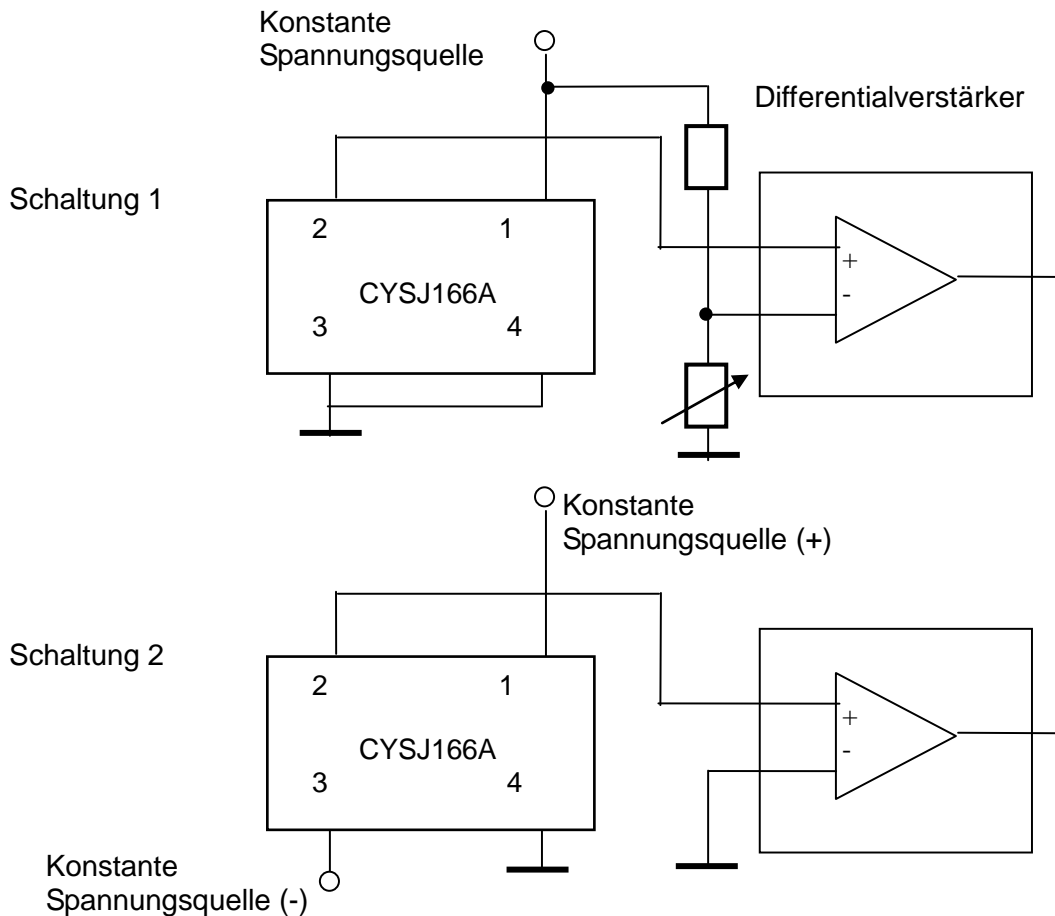 Konstante
Spannungsquelle
Differentialverstärker
Schaltung 1
2 1
CYSJ166A
3 4
+
-
Konstante
Spannungsquelle (+)
Schaltung 2
2 1
CYSJ166A
3 4
+
-
Konstante
Spannungsquelle (-)